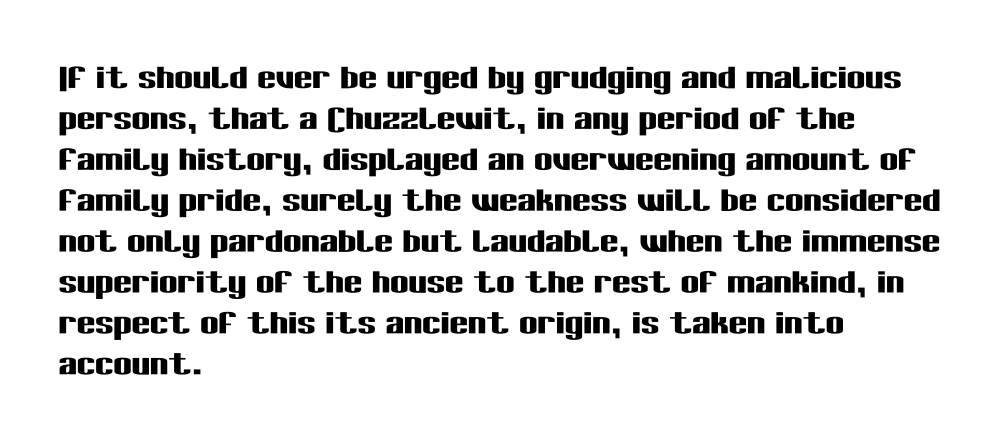 If it should ever be urged by grudging and malicious
persons, that a Chuzzlewit, in any period of the
family history, displayed an overweening amount of
family pride, surely the weakness will be considered
not only pardonable but laudable, when the immense
superiority of the house to the rest of mankind, in
respect of this its ancient origin, is taken into
account.